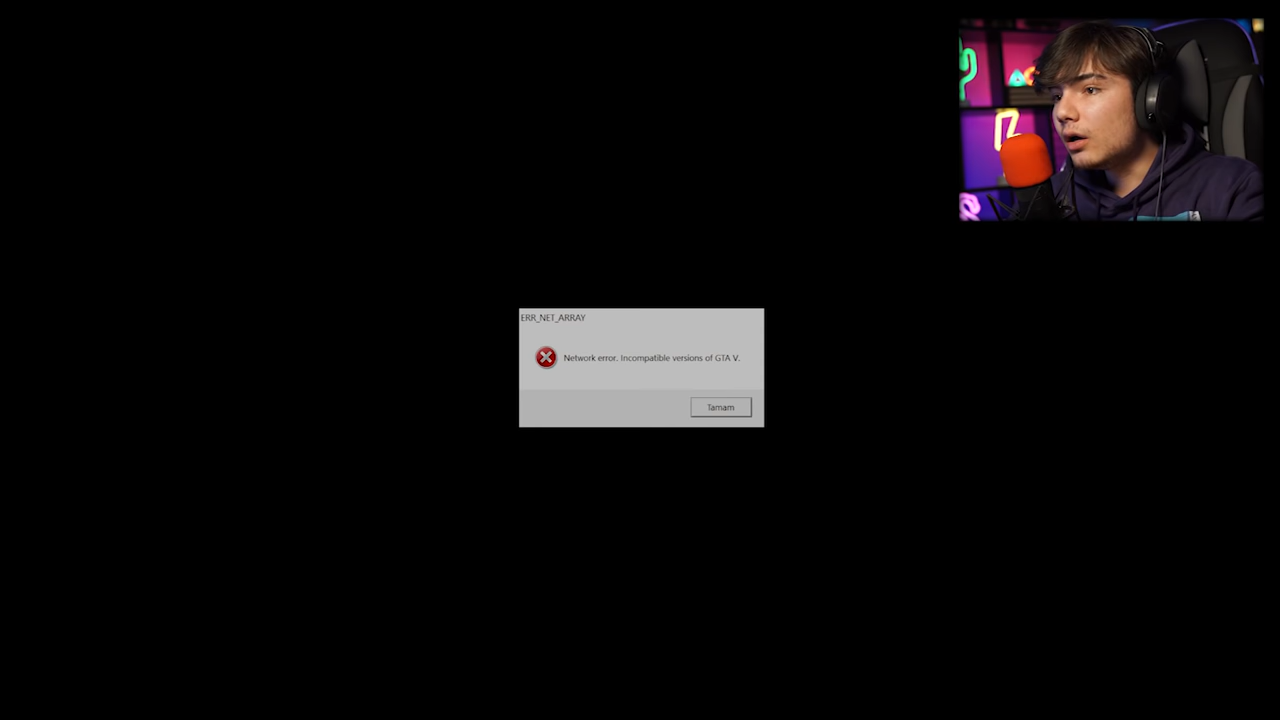 ERR_NET_ARRAY
Network error. Incompatible versions of GTA V.
Tamam